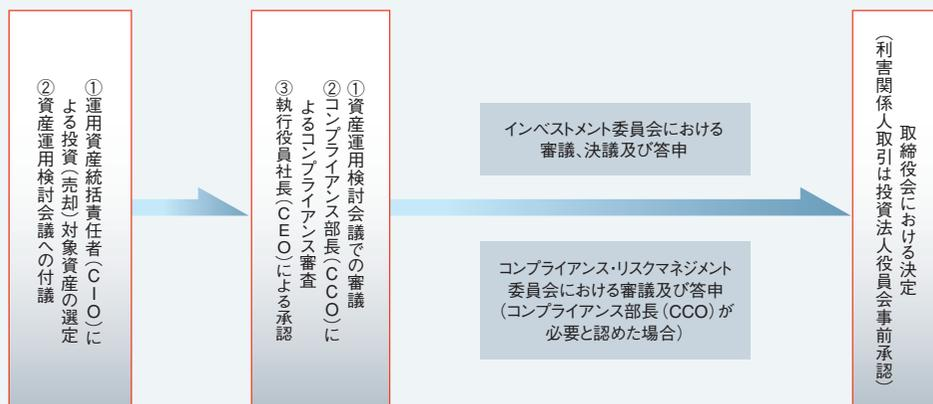 ①運用資産統括責任者(CIO)に
よる投資(売却)対象資産の選定
②資産運用検討会議への付議
①資産運用検討会議での審議
②コンプライアンス部長(CCO)に
よるコンプライアンス審査
③執行役員社長(CEO)による承認
インベストメント委員会における
審議、決議及び答申
コンプライアンス・リスクマネジメント
委員会における審議及び答申
(コンプライアンス部長(CCO)が
必要と認めた場合)
取締役会における決定
(利害関係人取引は投資法人役員会事前承認)